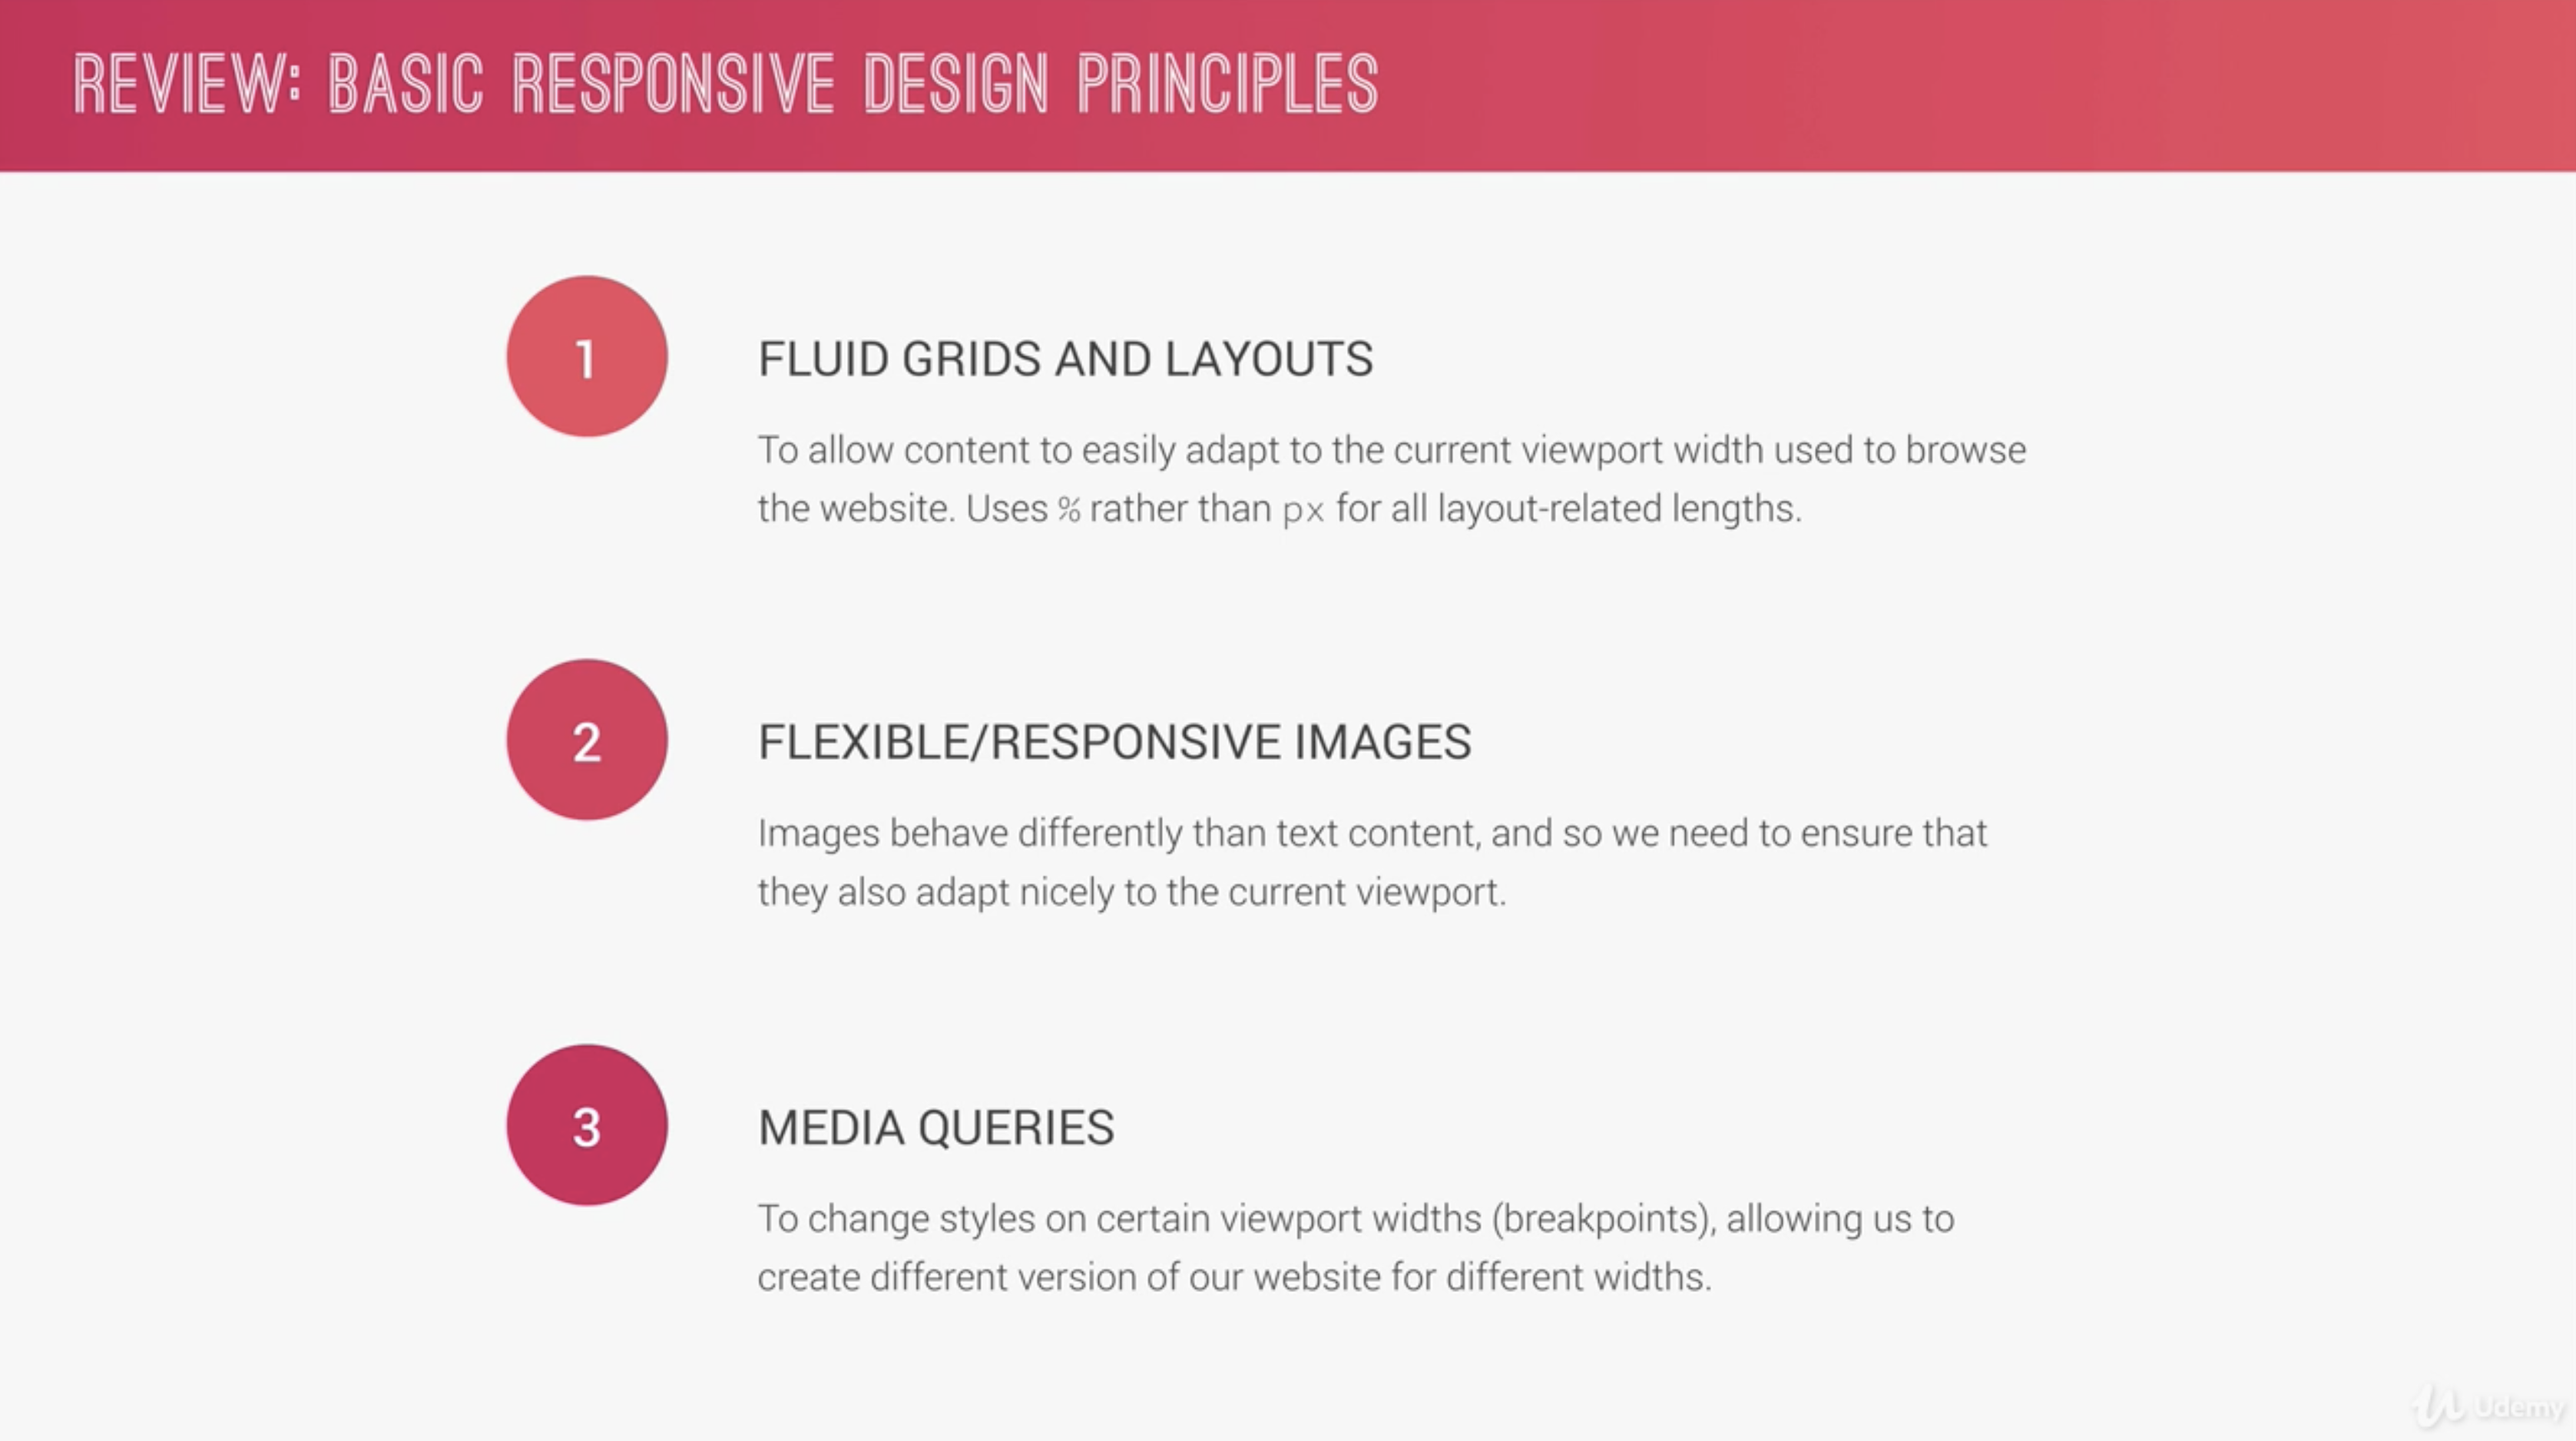 REVIEW: BASIC RESPONSIVE DESIGN PRINCIPLES
1
FLUID GRIDS AND LAYOUTS
To allow content to easily adapt to the current viewport width used to browse
the website. Uses % rather than px for all layout-related lengths.
2
FLEXIBLE/RESPONSIVE IMAGES
Images behave differently than text content, and so we need to ensure that
they also adapt nicely to the current viewport.
3
MEDIA QUERIES
To change styles on certain viewport widths (breakpoints), allowing us to
create different version of our website for different widths.
Udemy